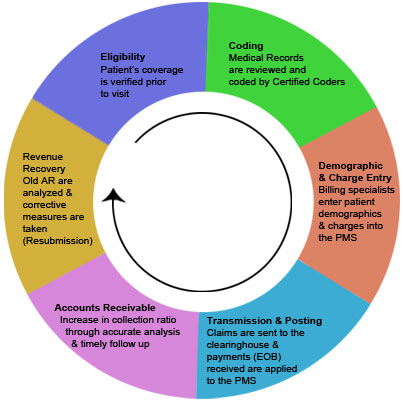 Eligibility
Patient's coverage
is verified prior
to visit
Coding
Medical Records
are reviewed and
coded by Certified Coders
Demographic
& Charge Entry
Billing specialists
enter patient
demographics
& charges into
the PMS
Transmission & Posting
Claims are sent to the
clearinghouse &
payments (EOB)
received are applied
to the PMS
Accounts Receivable
Increase in collection ratio
through accurate analysis
& timely follow up
Revenue
Recovery
Old AR are
analyzed &
corrective
measures are
taken
(Resubmission)